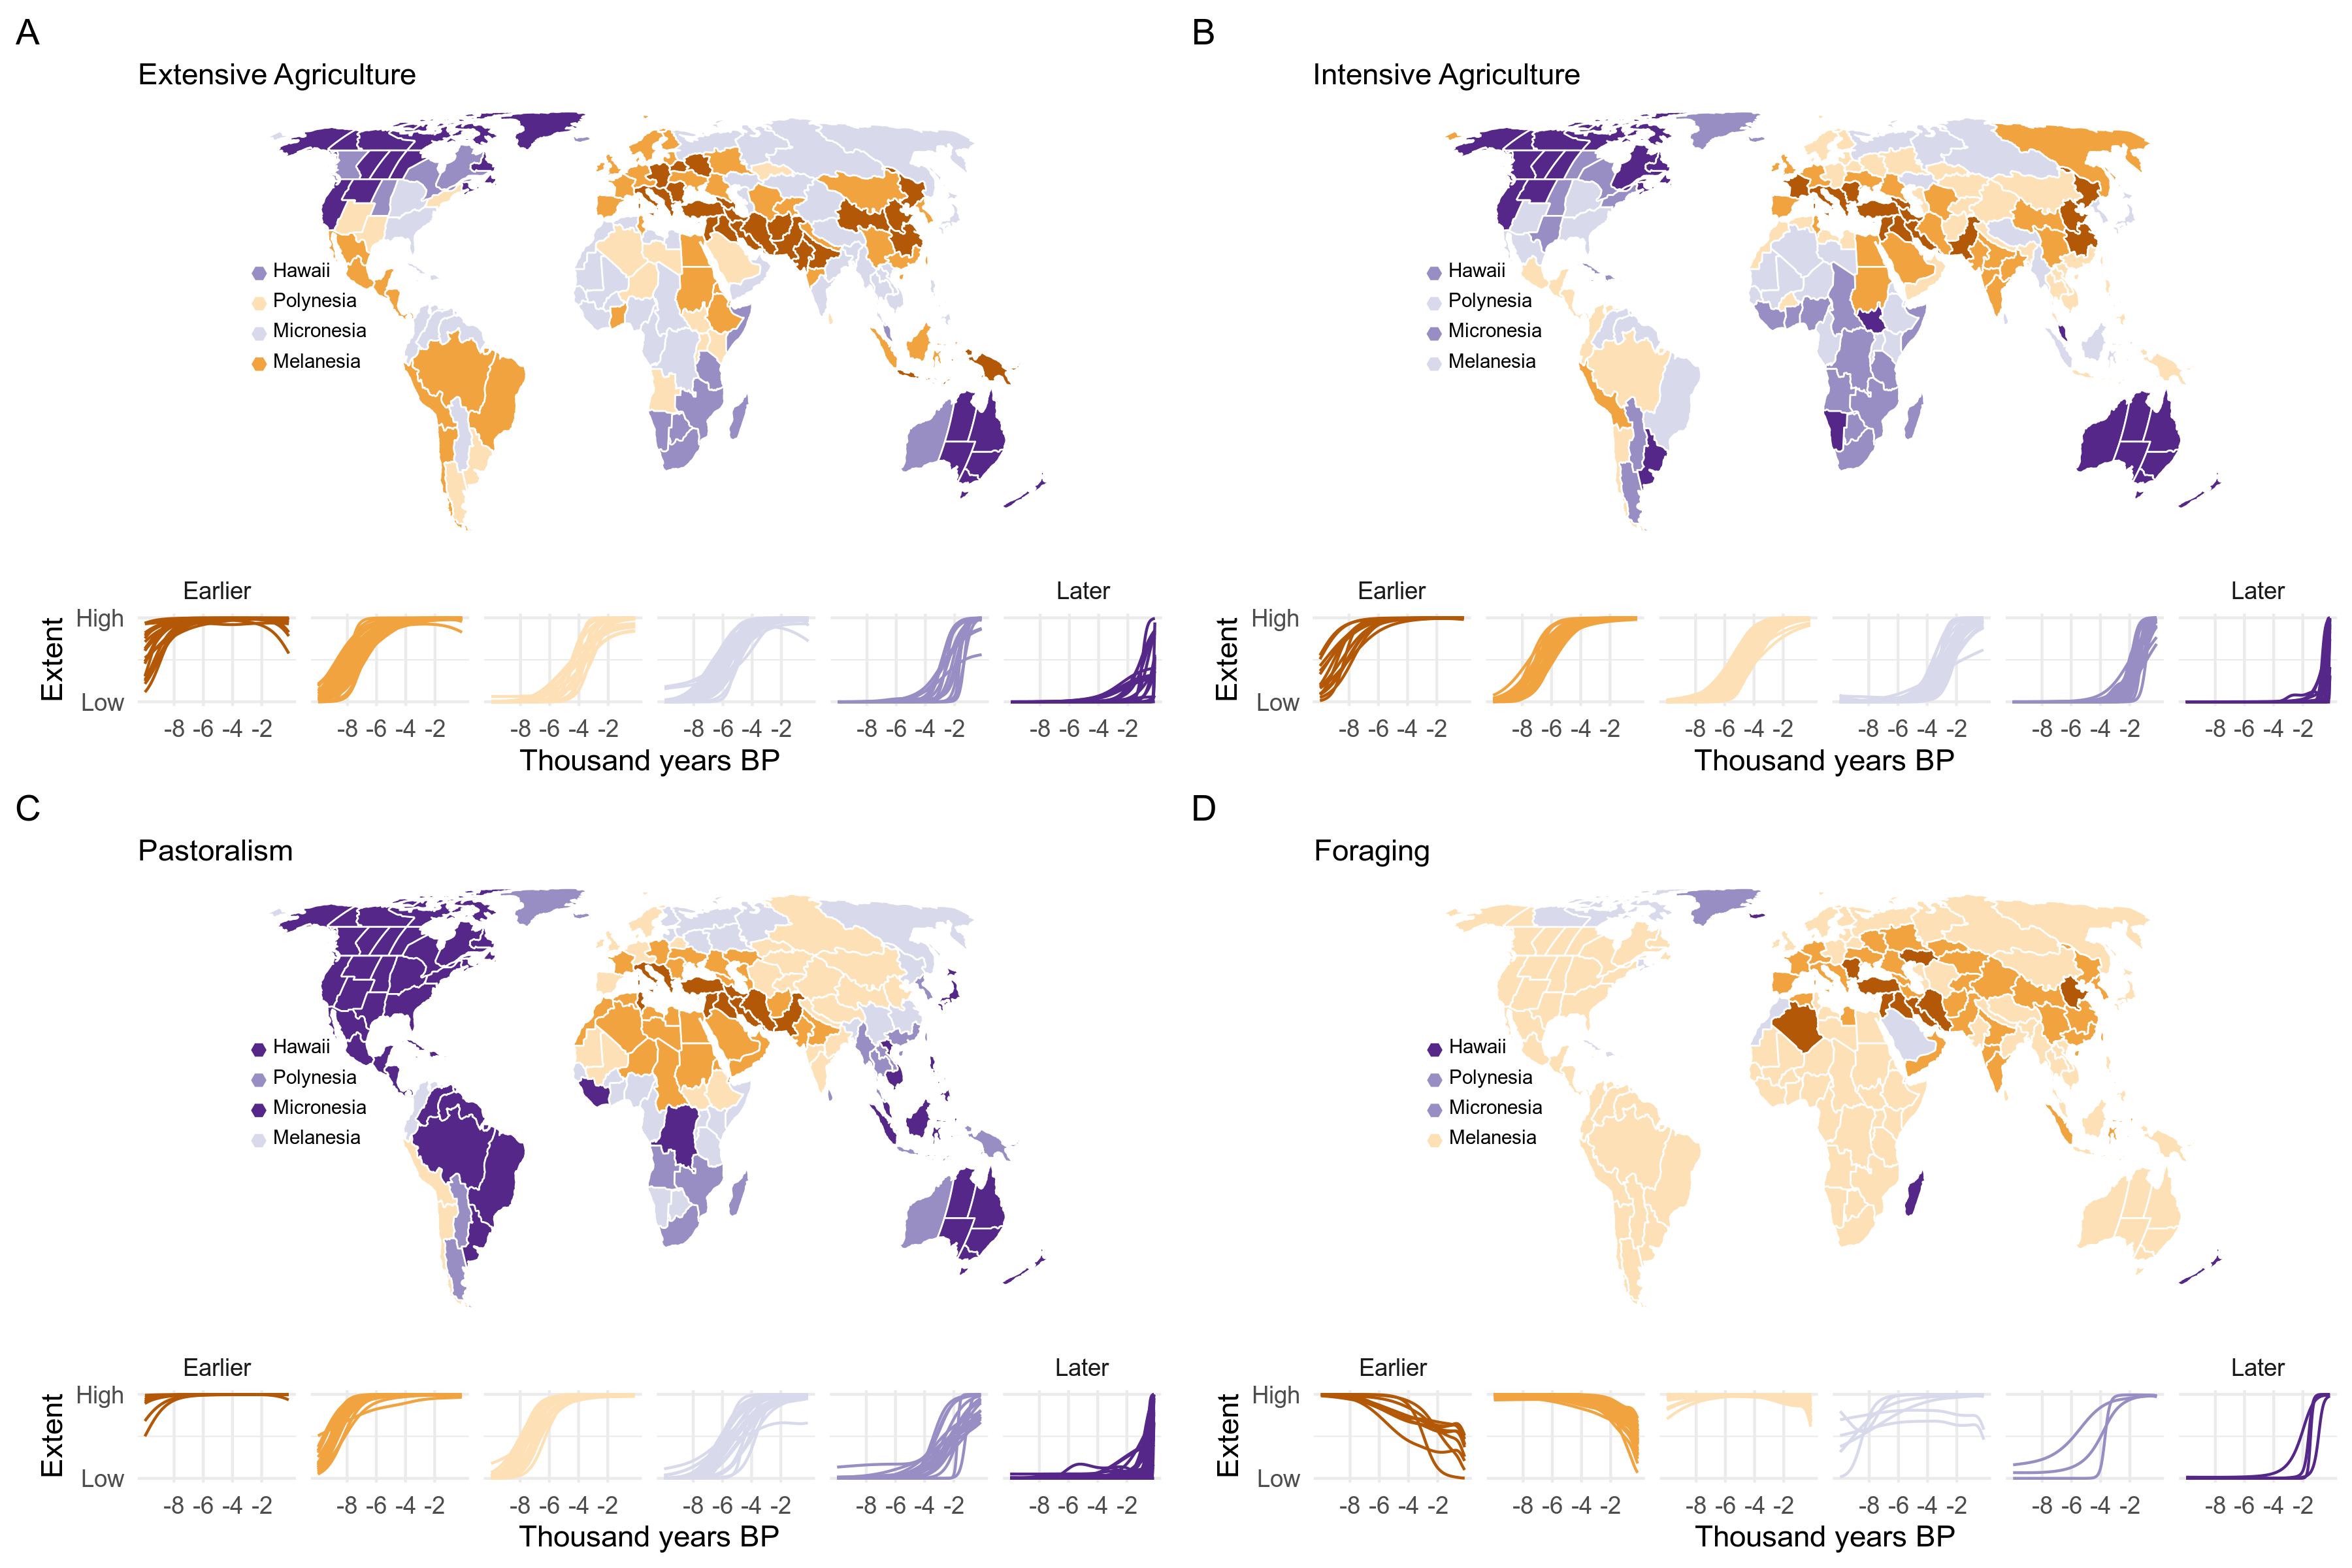 A
Extensive Agriculture
Hawaii
Polynesia
Micronesia
Melanesia
Earlier
Later
High
Low
Extent
-8 -6 -4 -2
-8 -6 -4 -2
-8 -6 -4 -2
-8 -6 -4 -2
-8 -6 -4 -2
-8 -6 -4 -2
Thousand years BP
B
Intensive Agriculture
Hawaii
Polynesia
Micronesia
Melanesia
Earlier
Later
High
Low
Extent
-8 -6 -4 -2
-8 -6 -4 -2
-8 -6 -4 -2
-8 -6 -4 -2
-8 -6 -4 -2
-8 -6 -4 -2
Thousand years BP
C
Pastoralism
Hawaii
Polynesia
Micronesia
Melanesia
Earlier
Later
High
Low
Extent
-8 -6 -4 -2
-8 -6 -4 -2
-8 -6 -4 -2
-8 -6 -4 -2
-8 -6 -4 -2
-8 -6 -4 -2
Thousand years BP
D
Foraging
Hawaii
Polynesia
Micronesia
Melanesia
Earlier
Later
High
Low
Extent
-8 -6 -4 -2
-8 -6 -4 -2
-8 -6 -4 -2
-8 -6 -4 -2
-8 -6 -4 -2
-8 -6 -4 -2
Thousand years BP